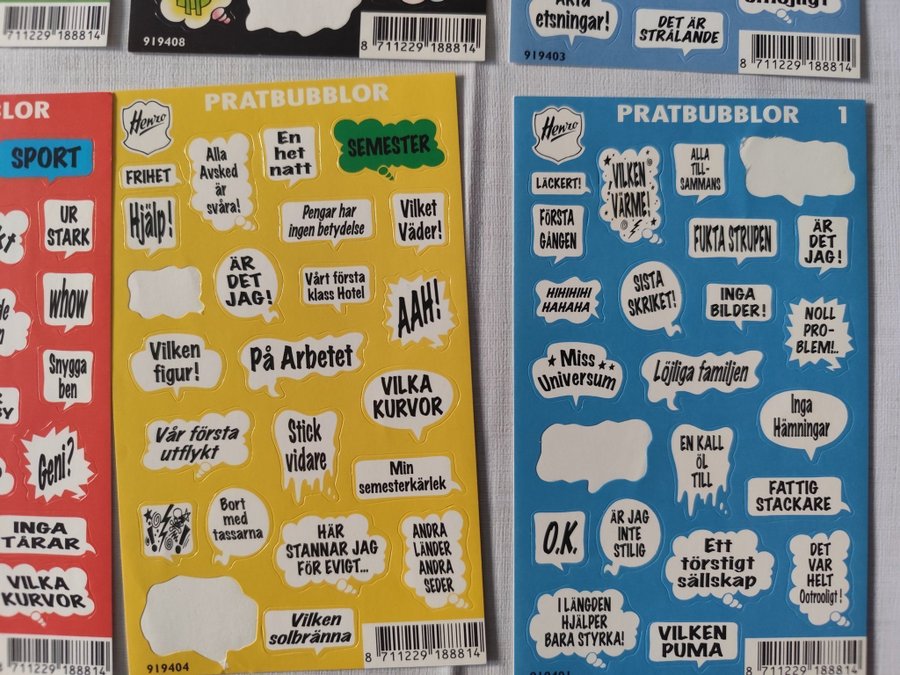 919408
8 711229 188814
8 711229 188814
etsningar!
DET ÄR
STRÅLANDE
919403
8 711229 188814
SPORT
UR
STARK
whow
Snygga
ben
Geni?
INGA
TÅRAR
VILKA
KURVOR
8 711229 188814
Henro
PRATBUBBLOR
FRIHET
Alla
Avsked
är
svåra!
En
het
natt
SEMESTER
Hjälp!
Pengar har
ingen betydelse
Vilket
Väder!
ÄR
DET
JAG!
Vårt första
klass Hotel
AAH!
Vilken
figur!
På Arbetet
VILKA
KURVOR
Vår första
utflykt
Stick
vidare
Min
semesterkärlek
Bort
med
tassarna
HÄR
STANNAR JAG
FÖR EVIGT...
ANDRA
LÄNDER
ANDRA
SEDER
Vilken
solbränna
919404
8 711229 188814
Henro
PRATBUBBLOR 1
LÄCKERT!
VILKEN
VÄRME!
ALLA
TILL-
SAMMANS
FÖRSTA
GÅNGEN
FUKTA STRUPEN
ÄR
DET
JAG!
HIHIHIHI
HAHAHA
SISTA
SKRIKET!
INGA
BILDER!
NOLL
PRO-
BLEM!..
Miss
Universum
Löjliga familjen
Inga
Hämningar
EN KALL
ÖL
TILL
FATTIG
STACKARE
O.K.
ÄR JAG
INTE
STILIG
Ett
törstigt
sällskap
DET
VAR
HELT
Ootrooligt!
I LÄNGDEN
HJÄLPER
BARA STYRKA!
VILKEN
PUMA
8 711229 188814